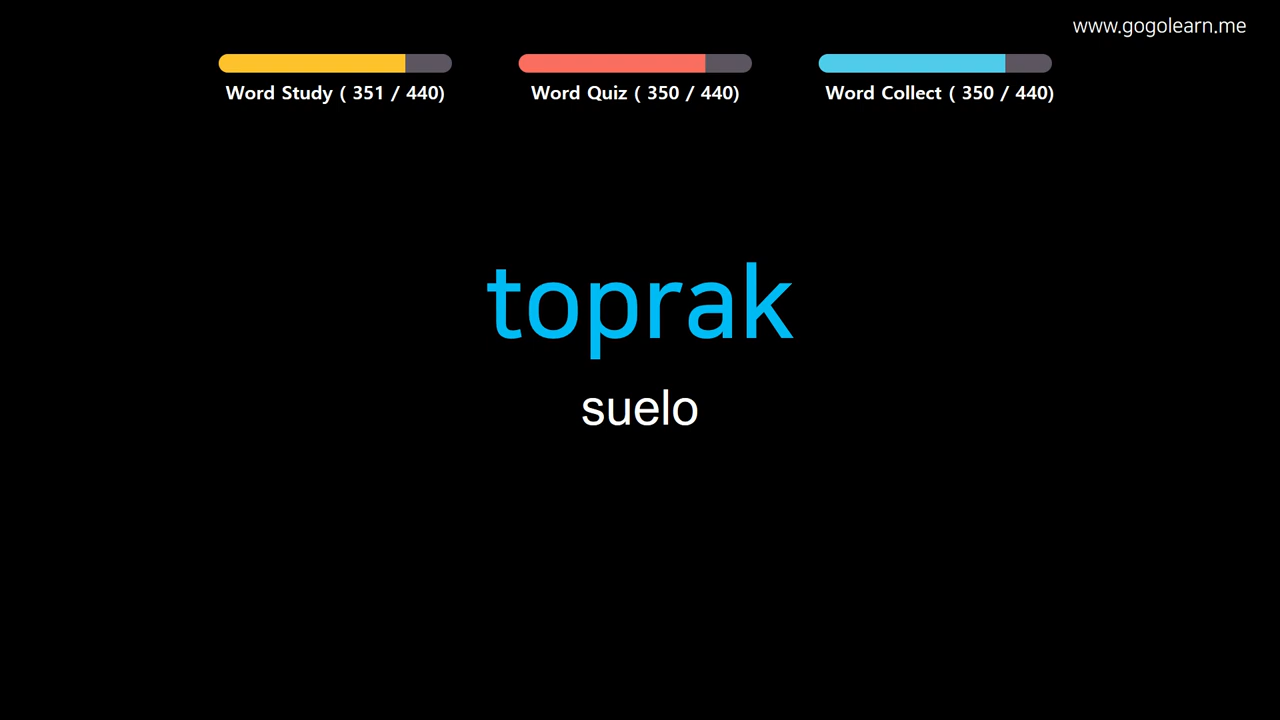 www.gogolearn.me
Word Study ( 351 / 440)
Word Quiz ( 350 / 440)
Word Collect ( 350 / 440)
toprak
suelo